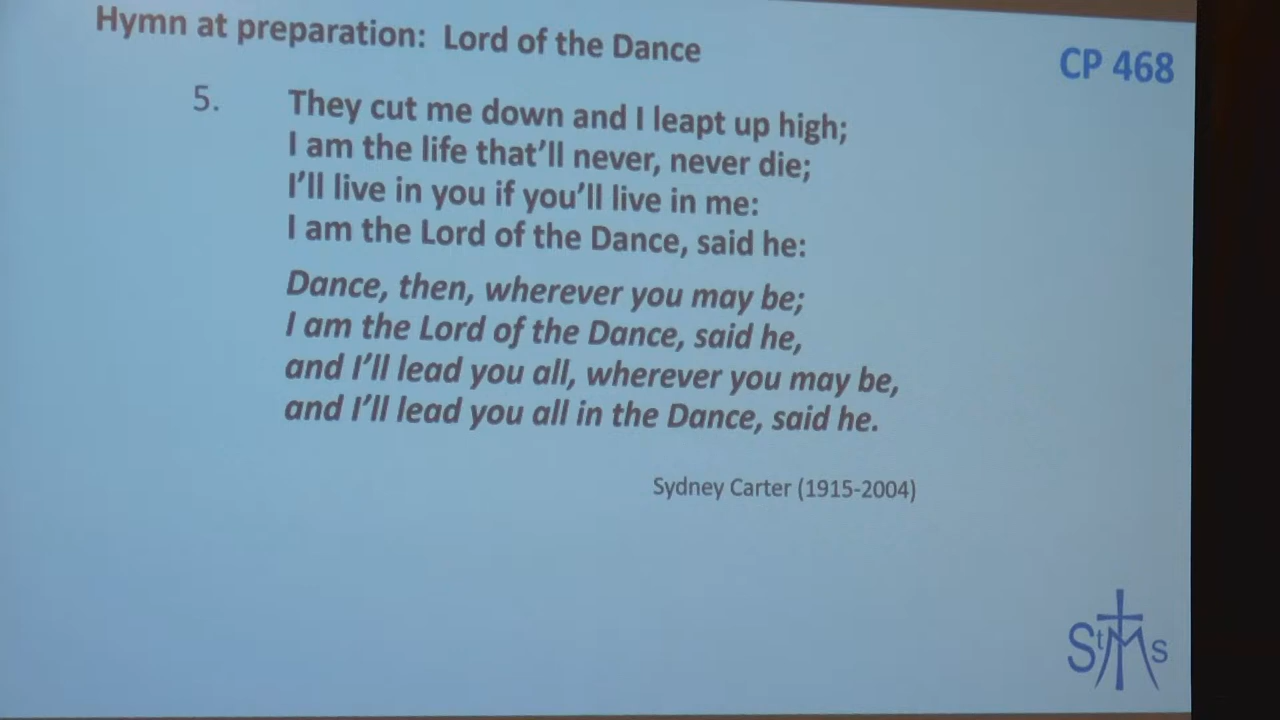 Hymn at preparation: Lord of the Dance
CP 468
5. They cut me down and I leapt up high;
I am the life that’ll never, never die;
I’ll live in you if you’ll live in me:
I am the Lord of the Dance, said he:
Dance, then, wherever you may be;
I am the Lord of the Dance, said he,
and I’ll lead you all, wherever you may be,
and I’ll lead you all in the Dance, said he.
Sydney Carter (1915-2004)
St M s